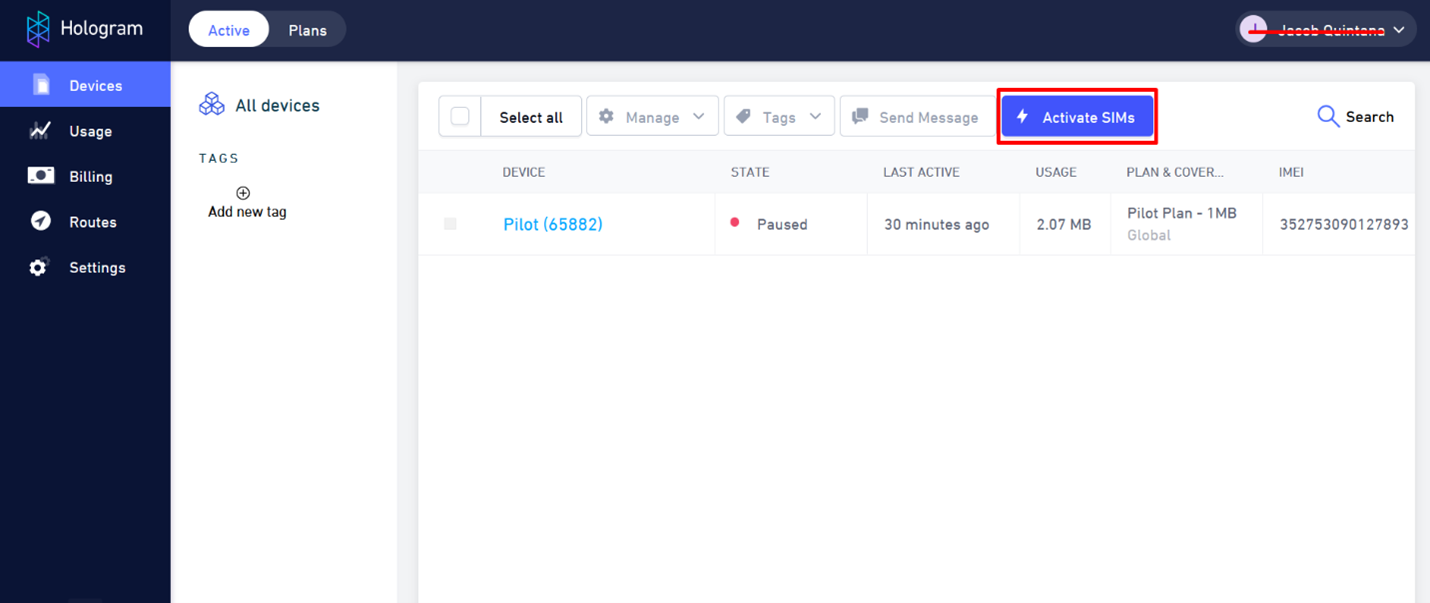 Hologram
Active Plans
Jacob Quintana
Devices
Usage
Billing
Routes
Settings
All devices
TAGS
Add new tag
Select all Manage Tags Send Message Activate SIMs Search
DEVICE STATE LAST ACTIVE USAGE PLAN & COVER... IMEI
Pilot (65882) Paused 30 minutes ago 2.07 MB Pilot Plan - 1MB 352753090127893
Global